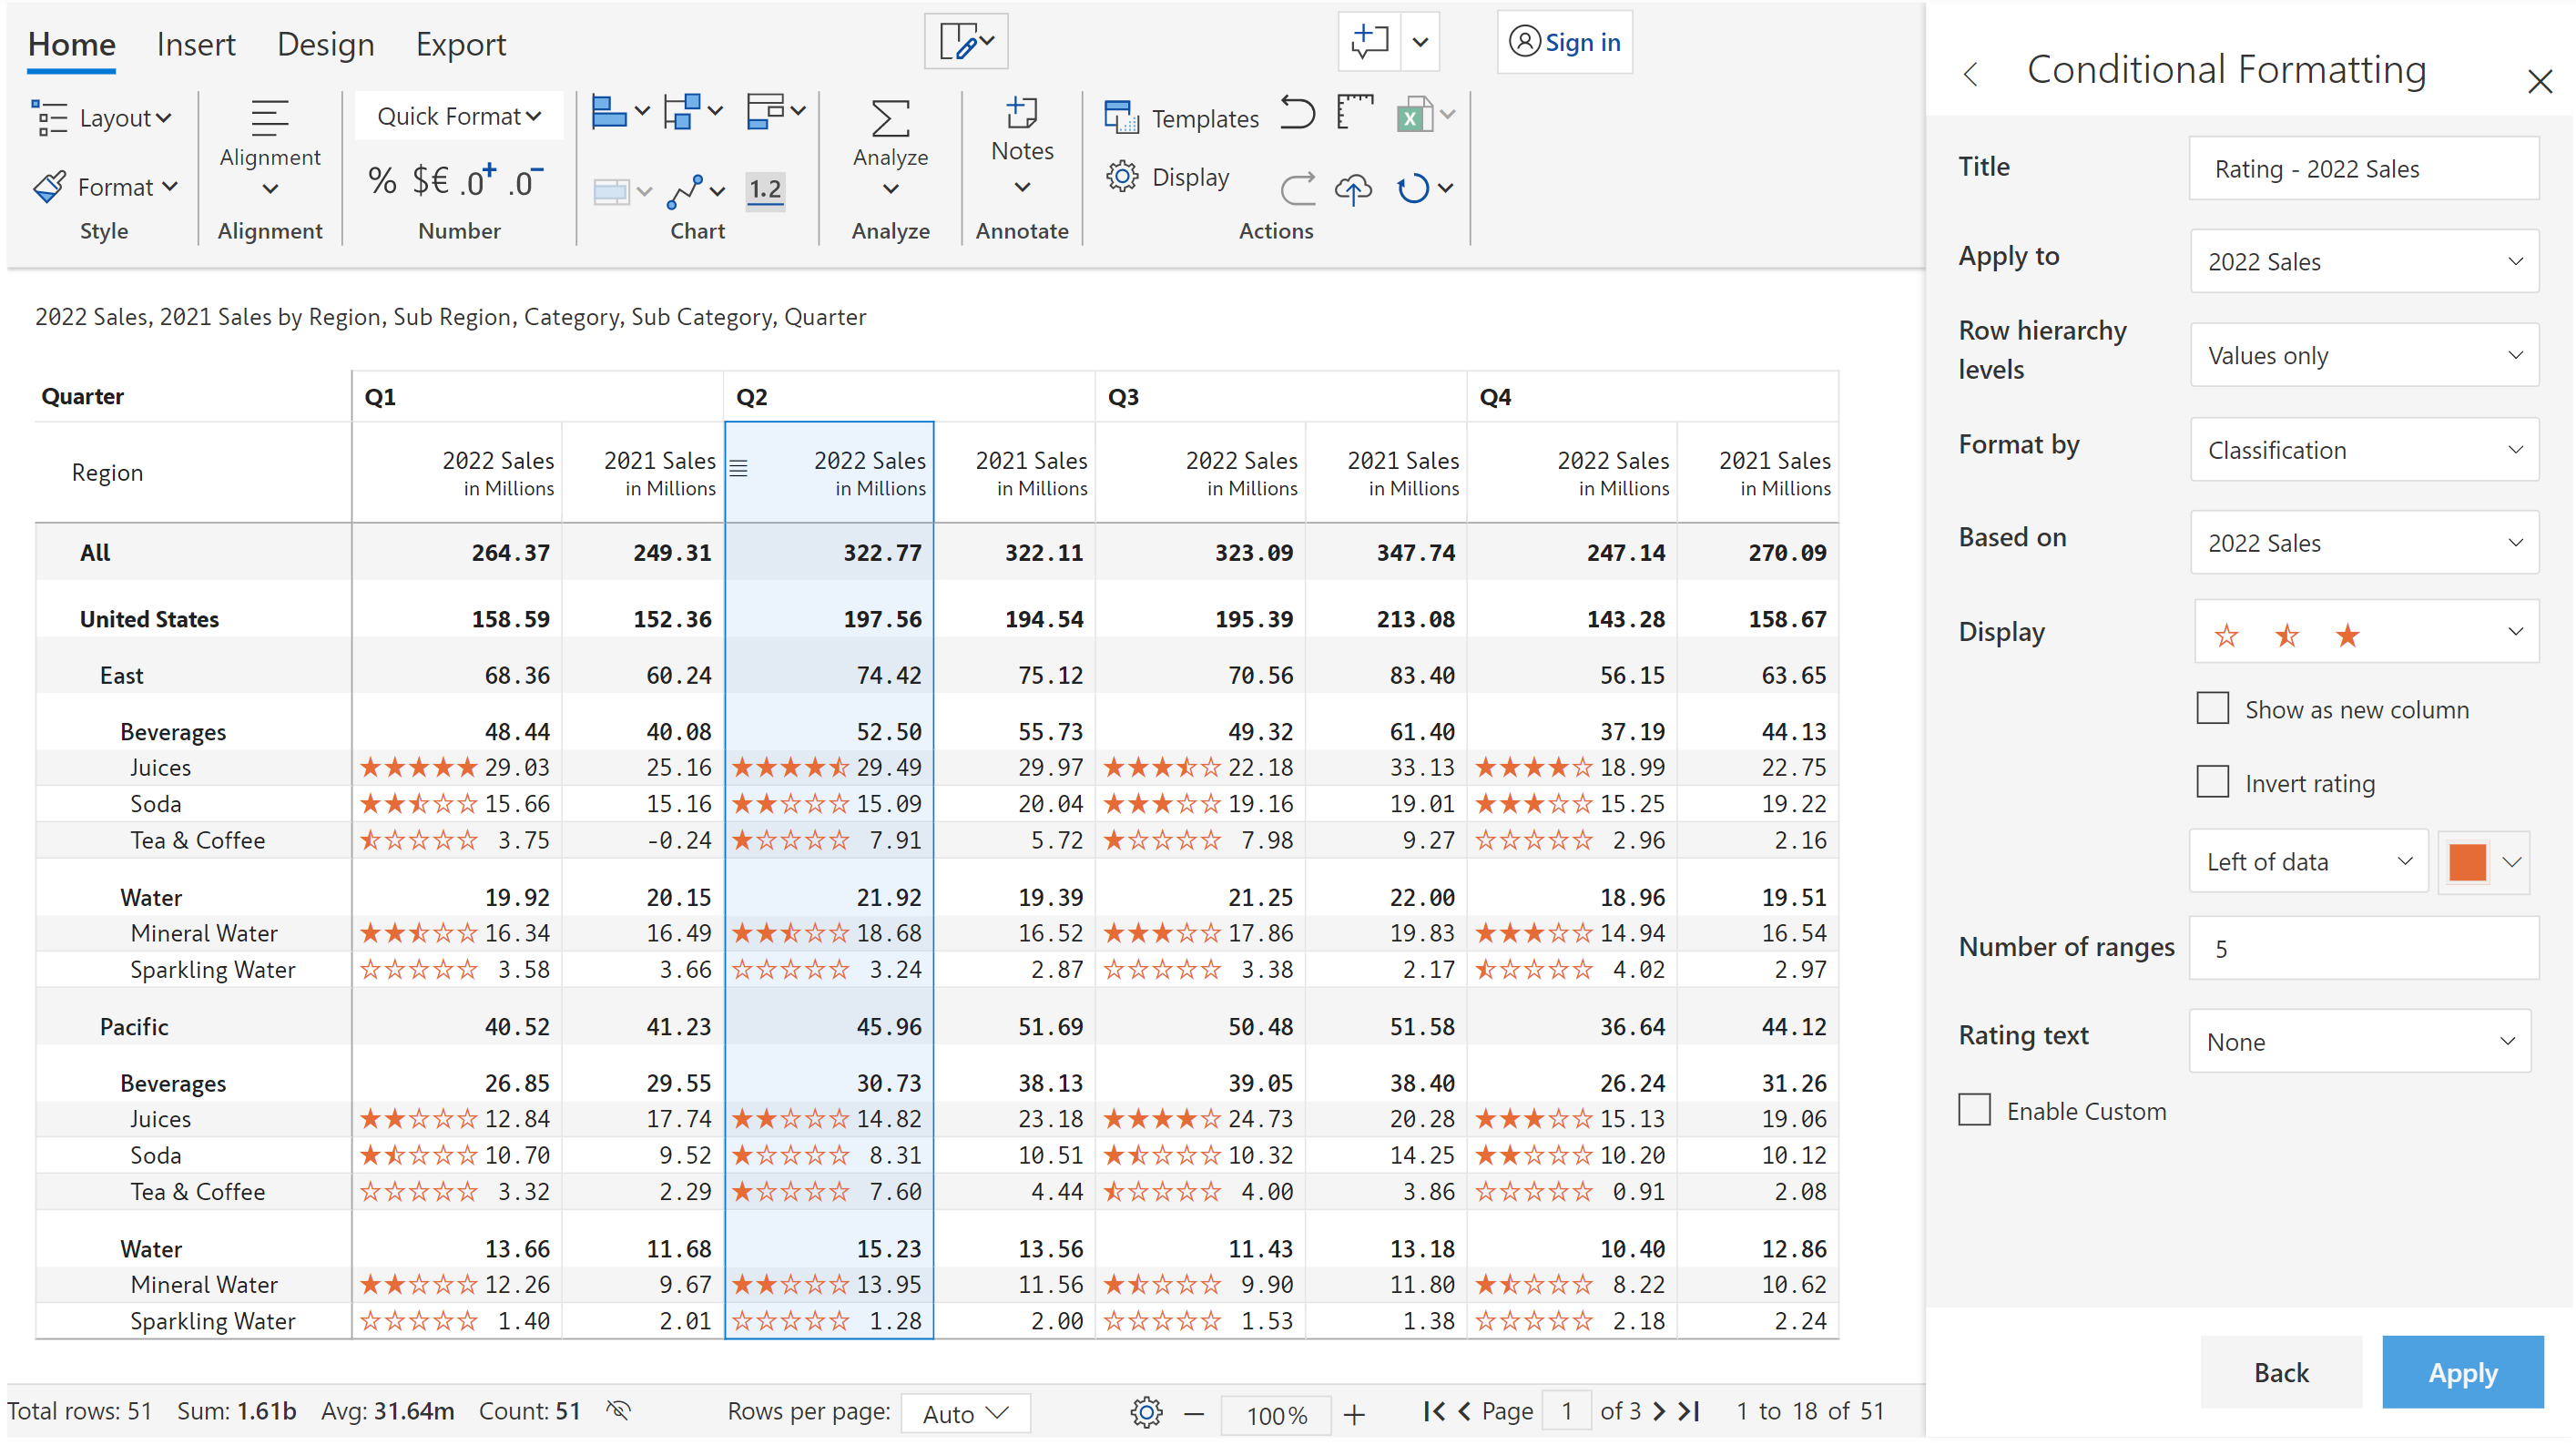 Home Insert Design Export Sign in
Layout Quick Format Templates
Alignment Analyze Notes
Format % $€ .0+ .0- 1.2 Display
Style Alignment Number Chart Analyze Annotate Actions
2022 Sales, 2021 Sales by Region, Sub Region, Category, Sub Category, Quarter
Quarter Q1 Q2 Q3 Q4
Region 2022 Sales 2021 Sales 2022 Sales 2021 Sales 2022 Sales 2021 Sales 2022 Sales 2021 Sales
in Millions in Millions in Millions in Millions in Millions in Millions in Millions in Millions
All 264.37 249.31 322.77 322.11 323.09 347.74 247.14 270.09
United States 158.59 152.36 197.56 194.54 195.39 213.08 143.28 158.67
East 68.36 60.24 74.42 75.12 70.56 83.40 56.15 63.65
Beverages 48.44 40.08 52.50 55.73 49.32 61.40 37.19 44.13
Juices 29.03 25.16 29.49 29.97 22.18 33.13 18.99 22.75
Soda 15.66 15.16 15.09 20.04 19.16 19.01 15.25 19.22
Tea & Coffee 3.75 -0.24 7.91 5.72 7.98 9.27 2.96 2.16
Water 19.92 20.15 21.92 19.39 21.25 22.00 18.96 19.51
Mineral Water 16.34 16.49 18.68 16.52 17.86 19.83 14.94 16.54
Sparkling Water 3.58 3.66 3.24 2.87 3.38 2.17 4.02 2.97
Pacific 40.52 41.23 45.96 51.69 50.48 51.58 36.64 44.12
Beverages 26.85 29.55 30.73 38.13 39.05 38.40 26.24 31.26
Juices 12.84 17.74 14.82 23.18 24.73 20.28 15.13 19.06
Soda 10.70 9.52 8.31 10.51 10.32 14.25 10.20 10.12
Tea & Coffee 3.32 2.29 7.60 4.44 4.00 3.86 0.91 2.08
Water 13.66 11.68 15.23 13.56 11.43 13.18 10.40 12.86
Mineral Water 12.26 9.67 13.95 11.56 9.90 11.80 8.22 10.62
Sparkling Water 1.40 2.01 1.28 2.00 1.53 1.38 2.18 2.24
Total rows: 51 Sum: 1.61b Avg: 31.64m Count: 51 Rows per page: Auto 100% Page 1 of 3 1 to 18 of 51
Conditional Formatting
Title Rating - 2022 Sales
Apply to 2022 Sales
Row hierarchy
levels Values only
Format by Classification
Based on 2022 Sales
Display
Show as new column
Invert rating
Left of data
Number of ranges 5
Rating text None
Enable Custom
Back Apply